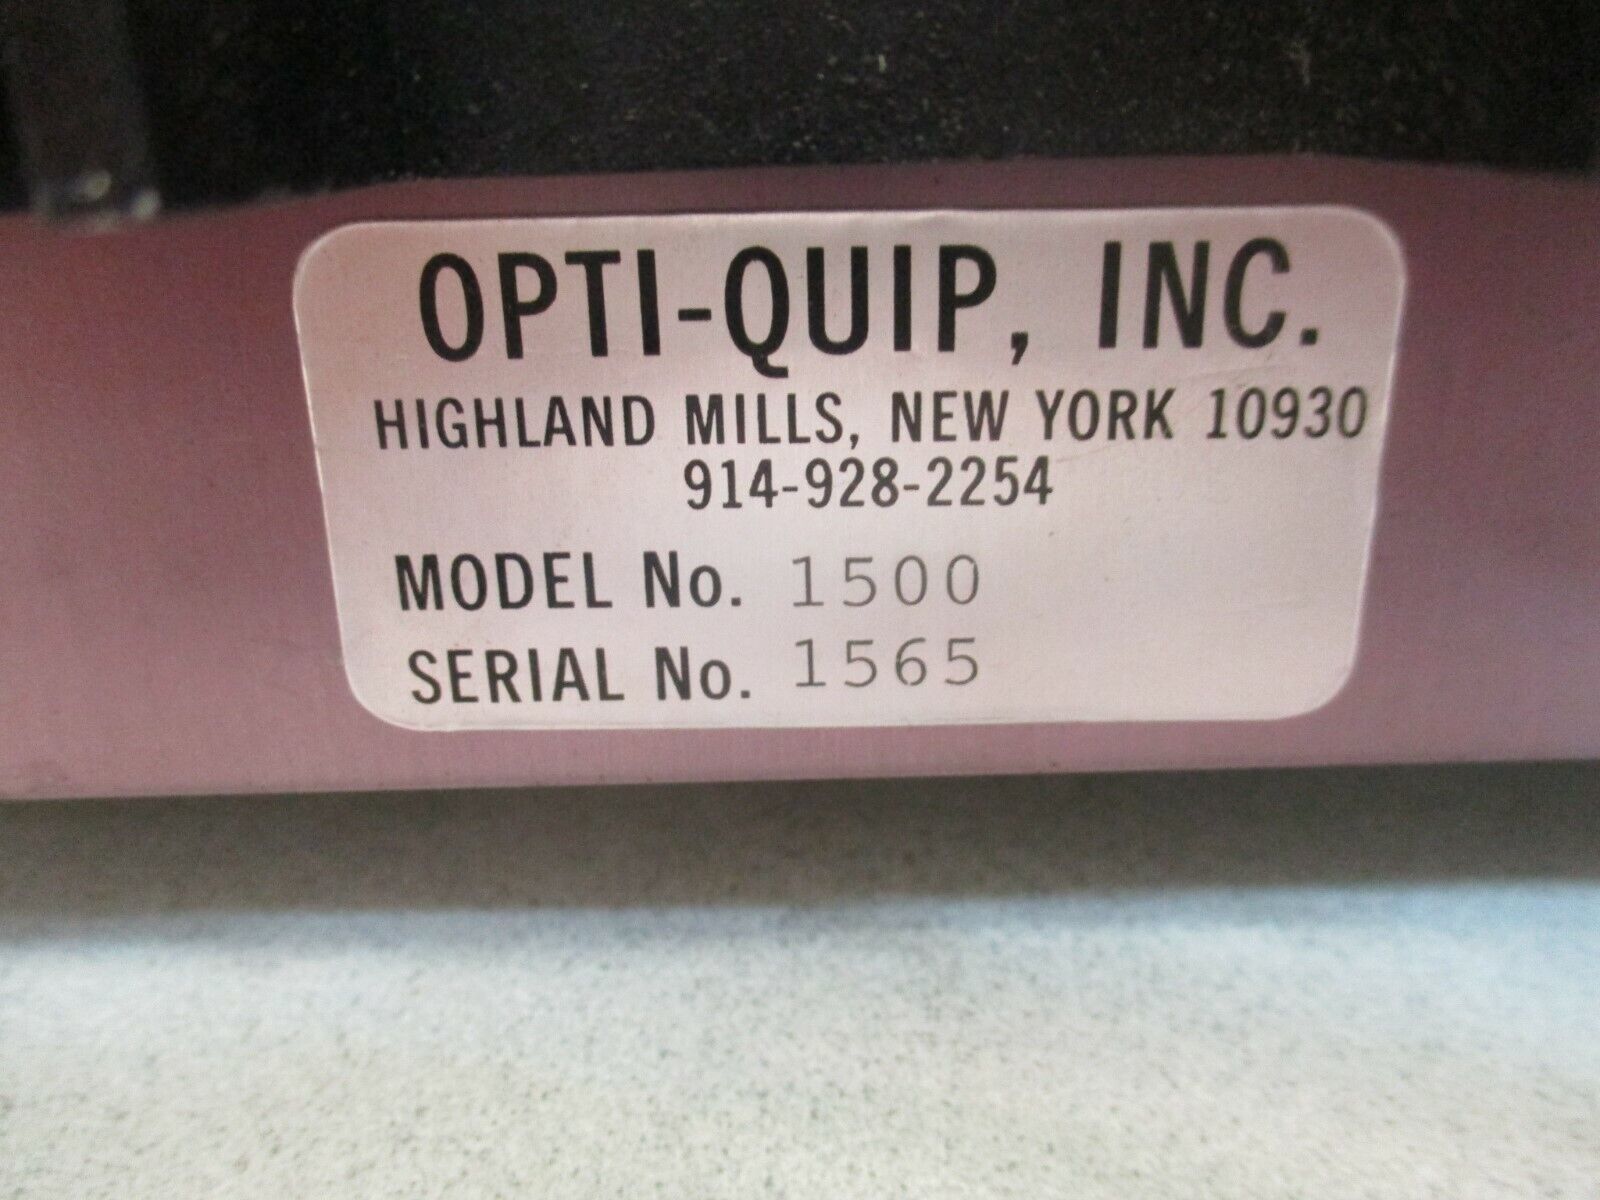 OPTI-QUIP, INC.
HIGHLAND MILLS, NEW YORK 10930
914-928-2254
MODEL No. 1500
SERIAL No. 1565